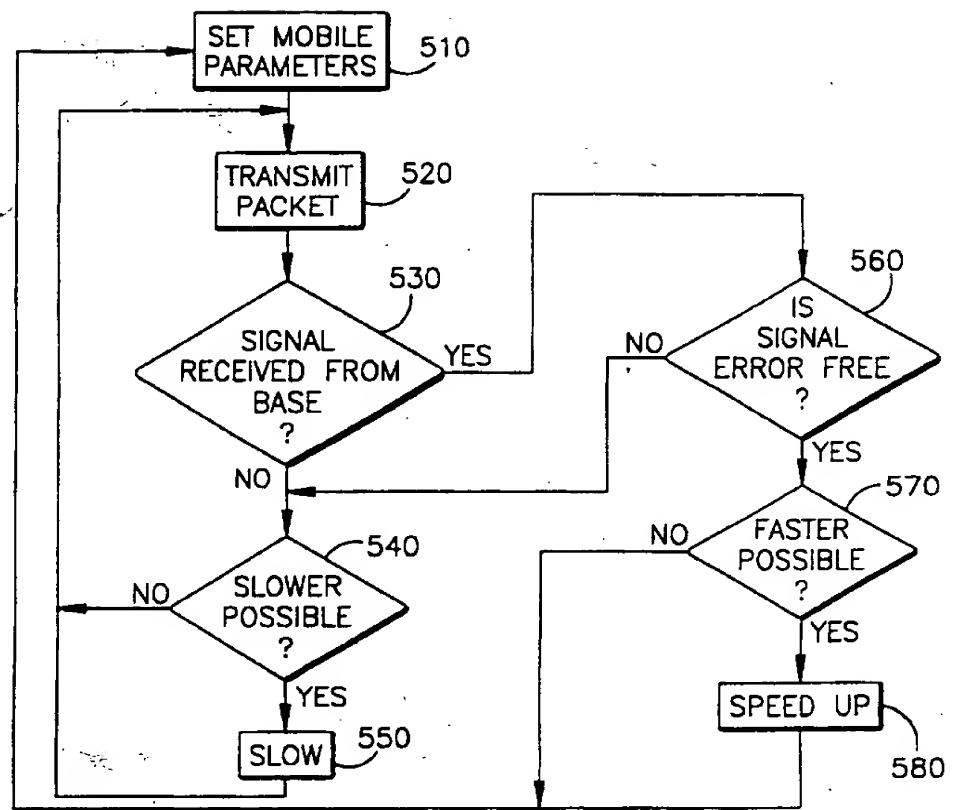 SET MOBILE
PARAMETERS
510
TRANSMIT
PACKET
520
530
SIGNAL
RECEIVED FROM
BASE
?
YES
NO
560
IS
SIGNAL
ERROR FREE
?
NO
YES
540
SLOWER
POSSIBLE
?
NO
YES
570
FASTER
POSSIBLE
?
NO
YES
SLOW
550
SPEED UP
580